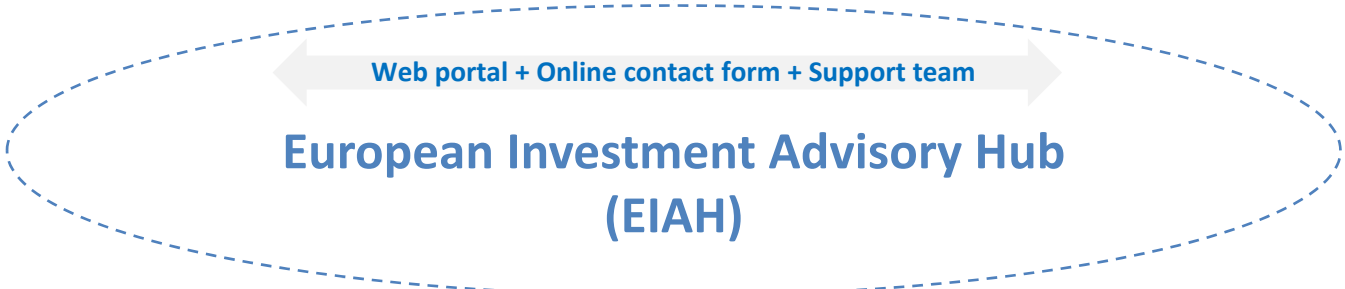 Web portal + Online contact form + Support team
European Investment Advisory Hub
(EIAH)